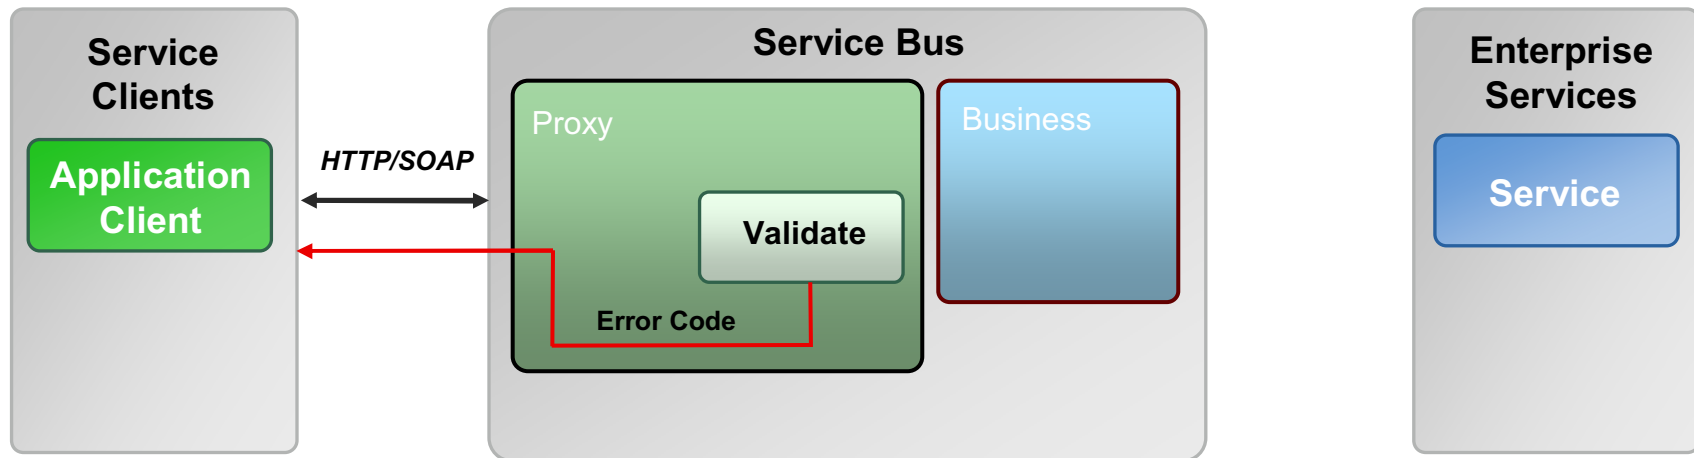 Service
Clients
Application
Client
HTTP/SOAP
Service Bus
Proxy
Validate
Error Code
Business
Enterprise
Services
Service